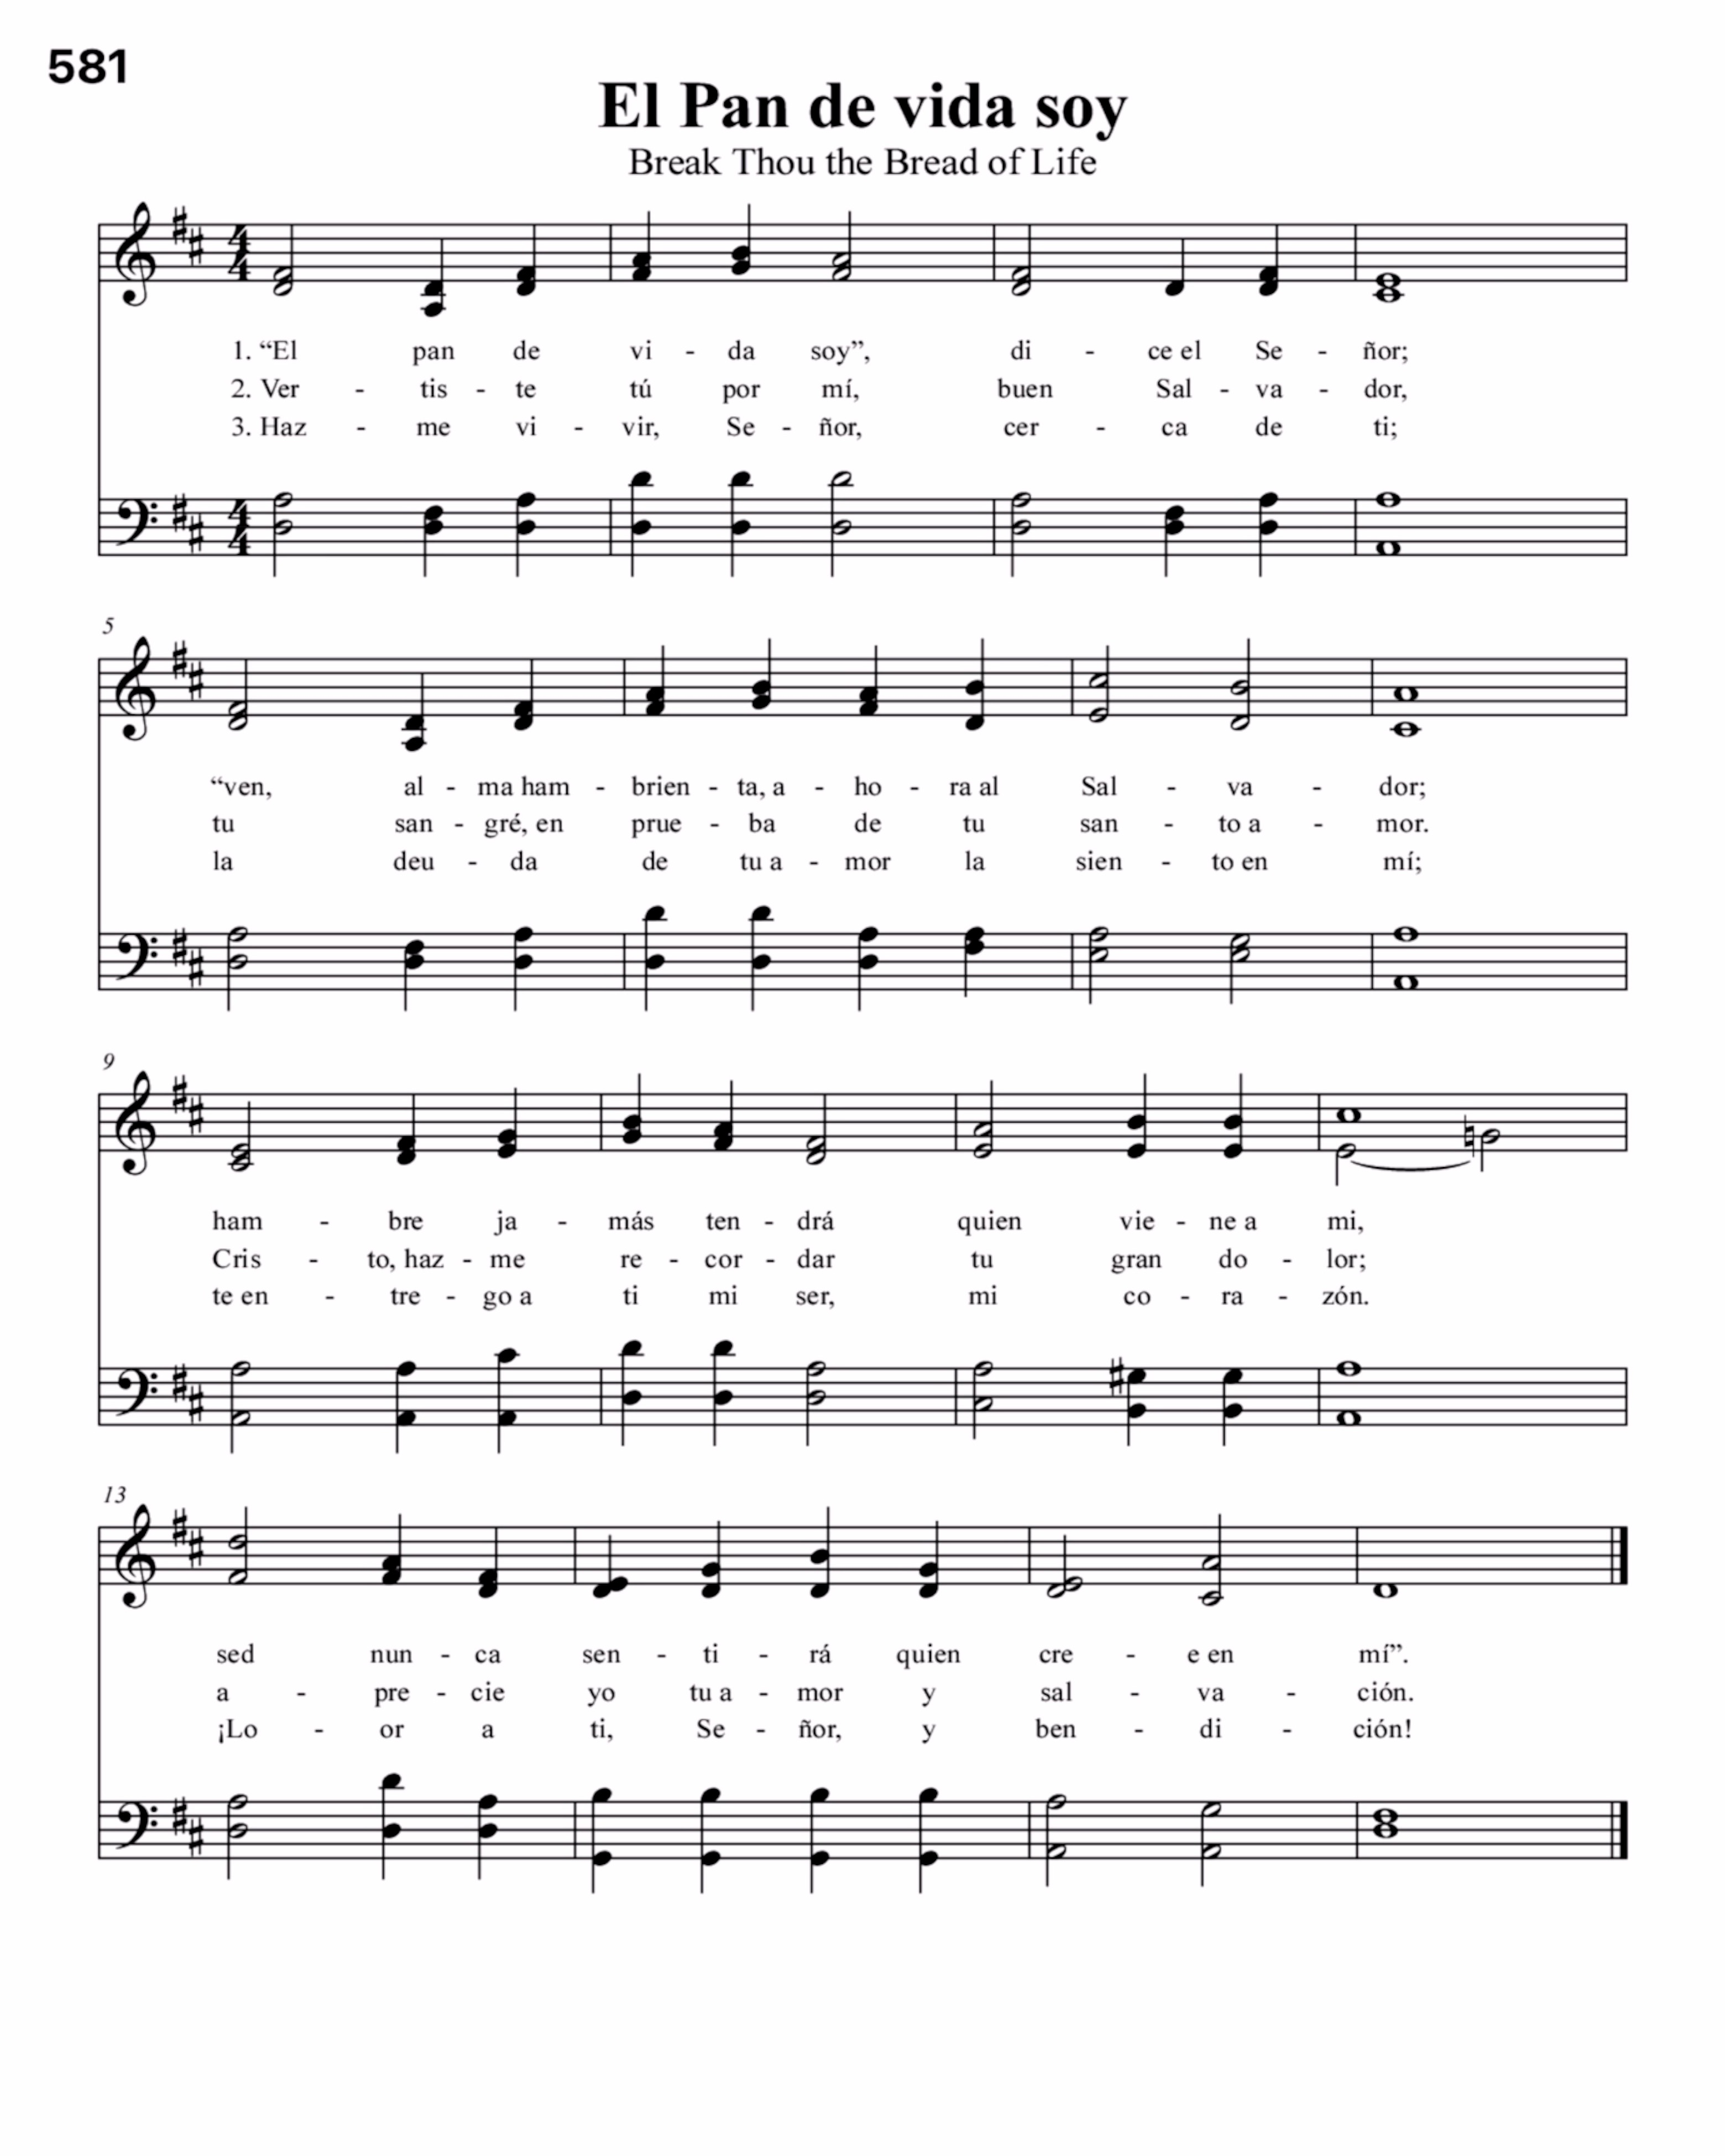 581
El Pan de vida soy
Break Thou the Bread of Life
1. “El pan de vi - da soy”, di - ce el Se - ñor;
2. Ver - tis - te tú por mí, buen Sal - va - dor,
3. Haz - me vi - vir, Se - ñor, cer - ca de ti;
5
“ven, al - ma ham - brien - ta, a - ho - ra al Sal - va - dor;
tu san - gré, en prue - ba de tu san - to a - mor.
la deu - da de tu a - mor la sien - to en mí;
9
ham - bre ja - más ten - drá quien vie - ne a mi,
Cris - to, haz - me re - cor - dar tu gran do - lor;
te en - tre - go a ti mi ser, mi co - ra - zón.
13
sed nun - ca sen - ti - rá quien cre - e en mí”.
a - pre - cie yo tu a - mor y sal - va - ción.
¡Lo - or a ti, Se - ñor, y ben - di - ción!